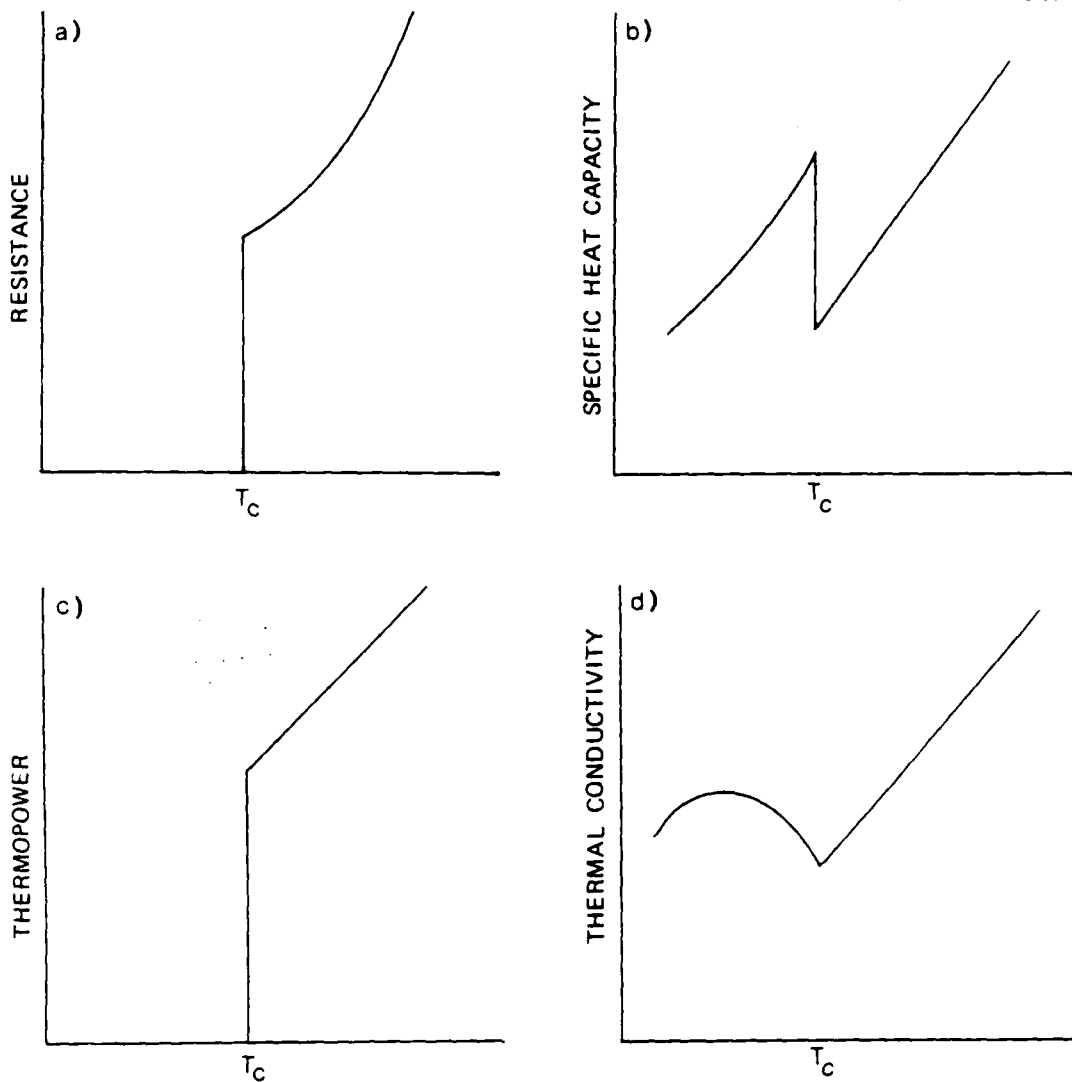 a)
RESISTANCE
T_C
b)
SPECIFIC HEAT CAPACITY
T_C
c)
THERMOPOWER
T_C
d)
THERMAL CONDUCTIVITY
T_C